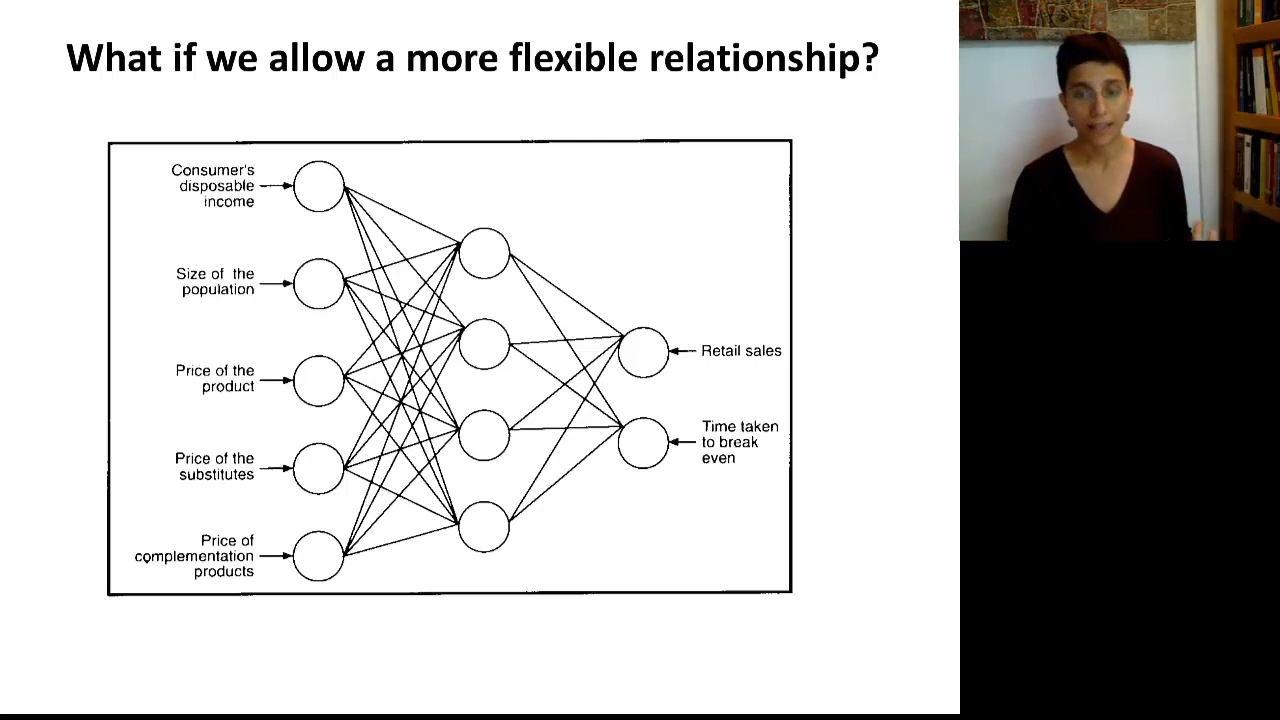 What if we allow a more flexible relationship?
Consumer's
disposable
income
Size of the
population
Price of the
product
Price of the
substitutes
Price of
complementation
products
Retail sales
Time taken
to break
even